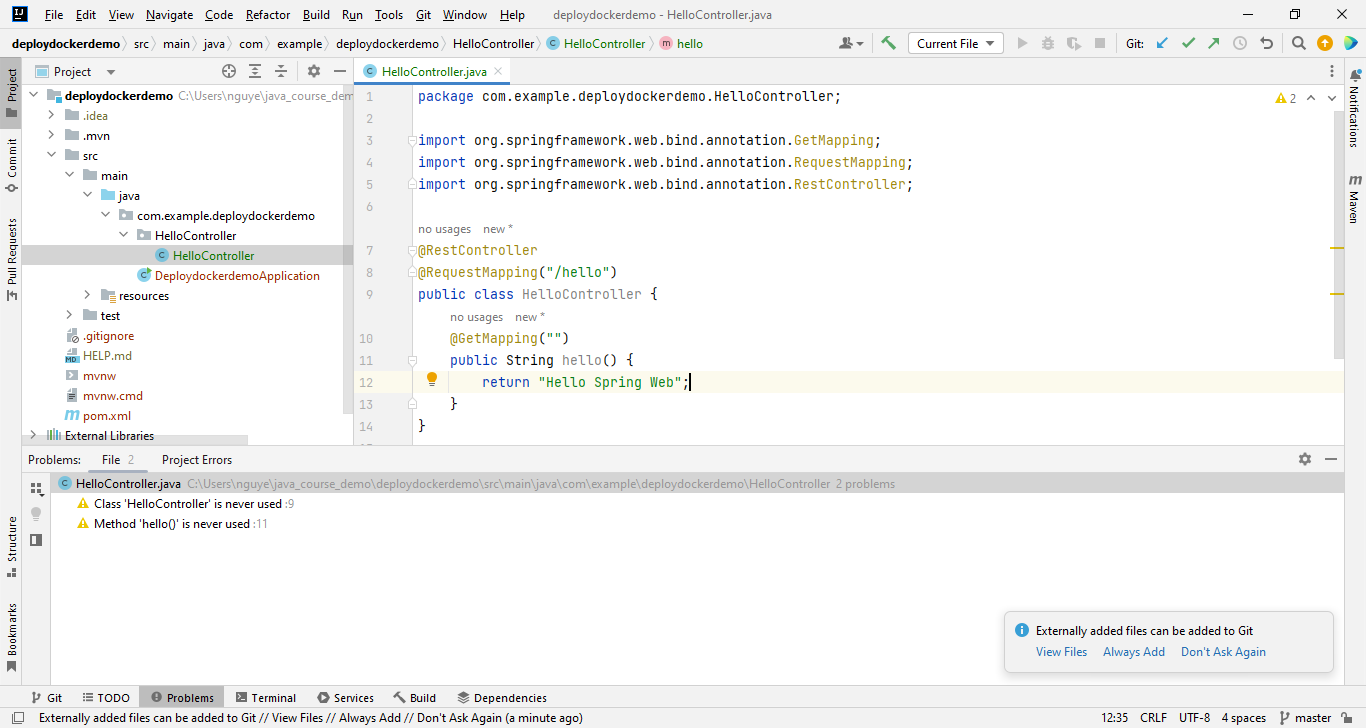 File Edit View Navigate Code Refactor Build Run Tools Git Window Help deploydockerdemo - HelloController.java
deploydockerdemo src main java com example deploydockerdemo HelloController HelloController hello Current File Git:
Project
HelloController.java
deploydockerdemo C:\Users\nguye\java_course_dem
.idea
.mvn
src
main
java
com.example.deploydockerdemo
HelloController
HelloController
DeploydockerdemoApplication
resources
test
.gitignore
HELP.md
mvnw
mvnw.cmd
pom.xml
External Libraries
1 package com.example.deploydockerdemo.HelloController;
2
3 import org.springframework.web.bind.annotation.GetMapping;
4 import org.springframework.web.bind.annotation.RequestMapping;
5 import org.springframework.web.bind.annotation.RestController;
6
no usages new *
7 @RestController
8 @RequestMapping("/hello")
9 public class HelloController {
no usages new *
10 @GetMapping("")
11 public String hello() {
12 return "Hello Spring Web";
13 }
14 }
2
Project
Commit
Pull Requests
Structure
Bookmarks
Notifications
Maven
Problems: File 2 Project Errors
HelloController.java C:\Users\nguye\java_course_demo\deploydockerdemo\src\main\java\com\example\deploydockerdemo\HelloController 2 problems
Class 'HelloController' is never used :9
Method 'hello()' is never used :11
Externally added files can be added to Git
View Files Always Add Don't Ask Again
Git TODO Problems Terminal Services Build Dependencies
Externally added files can be added to Git // View Files // Always Add // Don't Ask Again (a minute ago) 12:35 CRLF UTF-8 4 spaces master